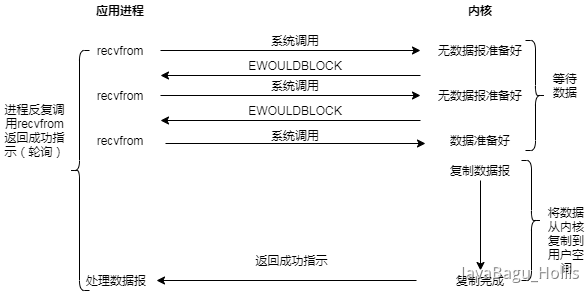 应用进程
内核
recvfrom
系统调用
无数据报准备好
EWOULDBLOCK
recvfrom
系统调用
无数据报准备好
EWOULDBLOCK
recvfrom
系统调用
数据准备好
等待
数据
进程反复调
用recvfrom
返回成功指
示（轮询）
复制数据报
将数据
从内核
复制到
用户空
间
返回成功指示
处理数据报
复制完成
JavaBagu_Hollis